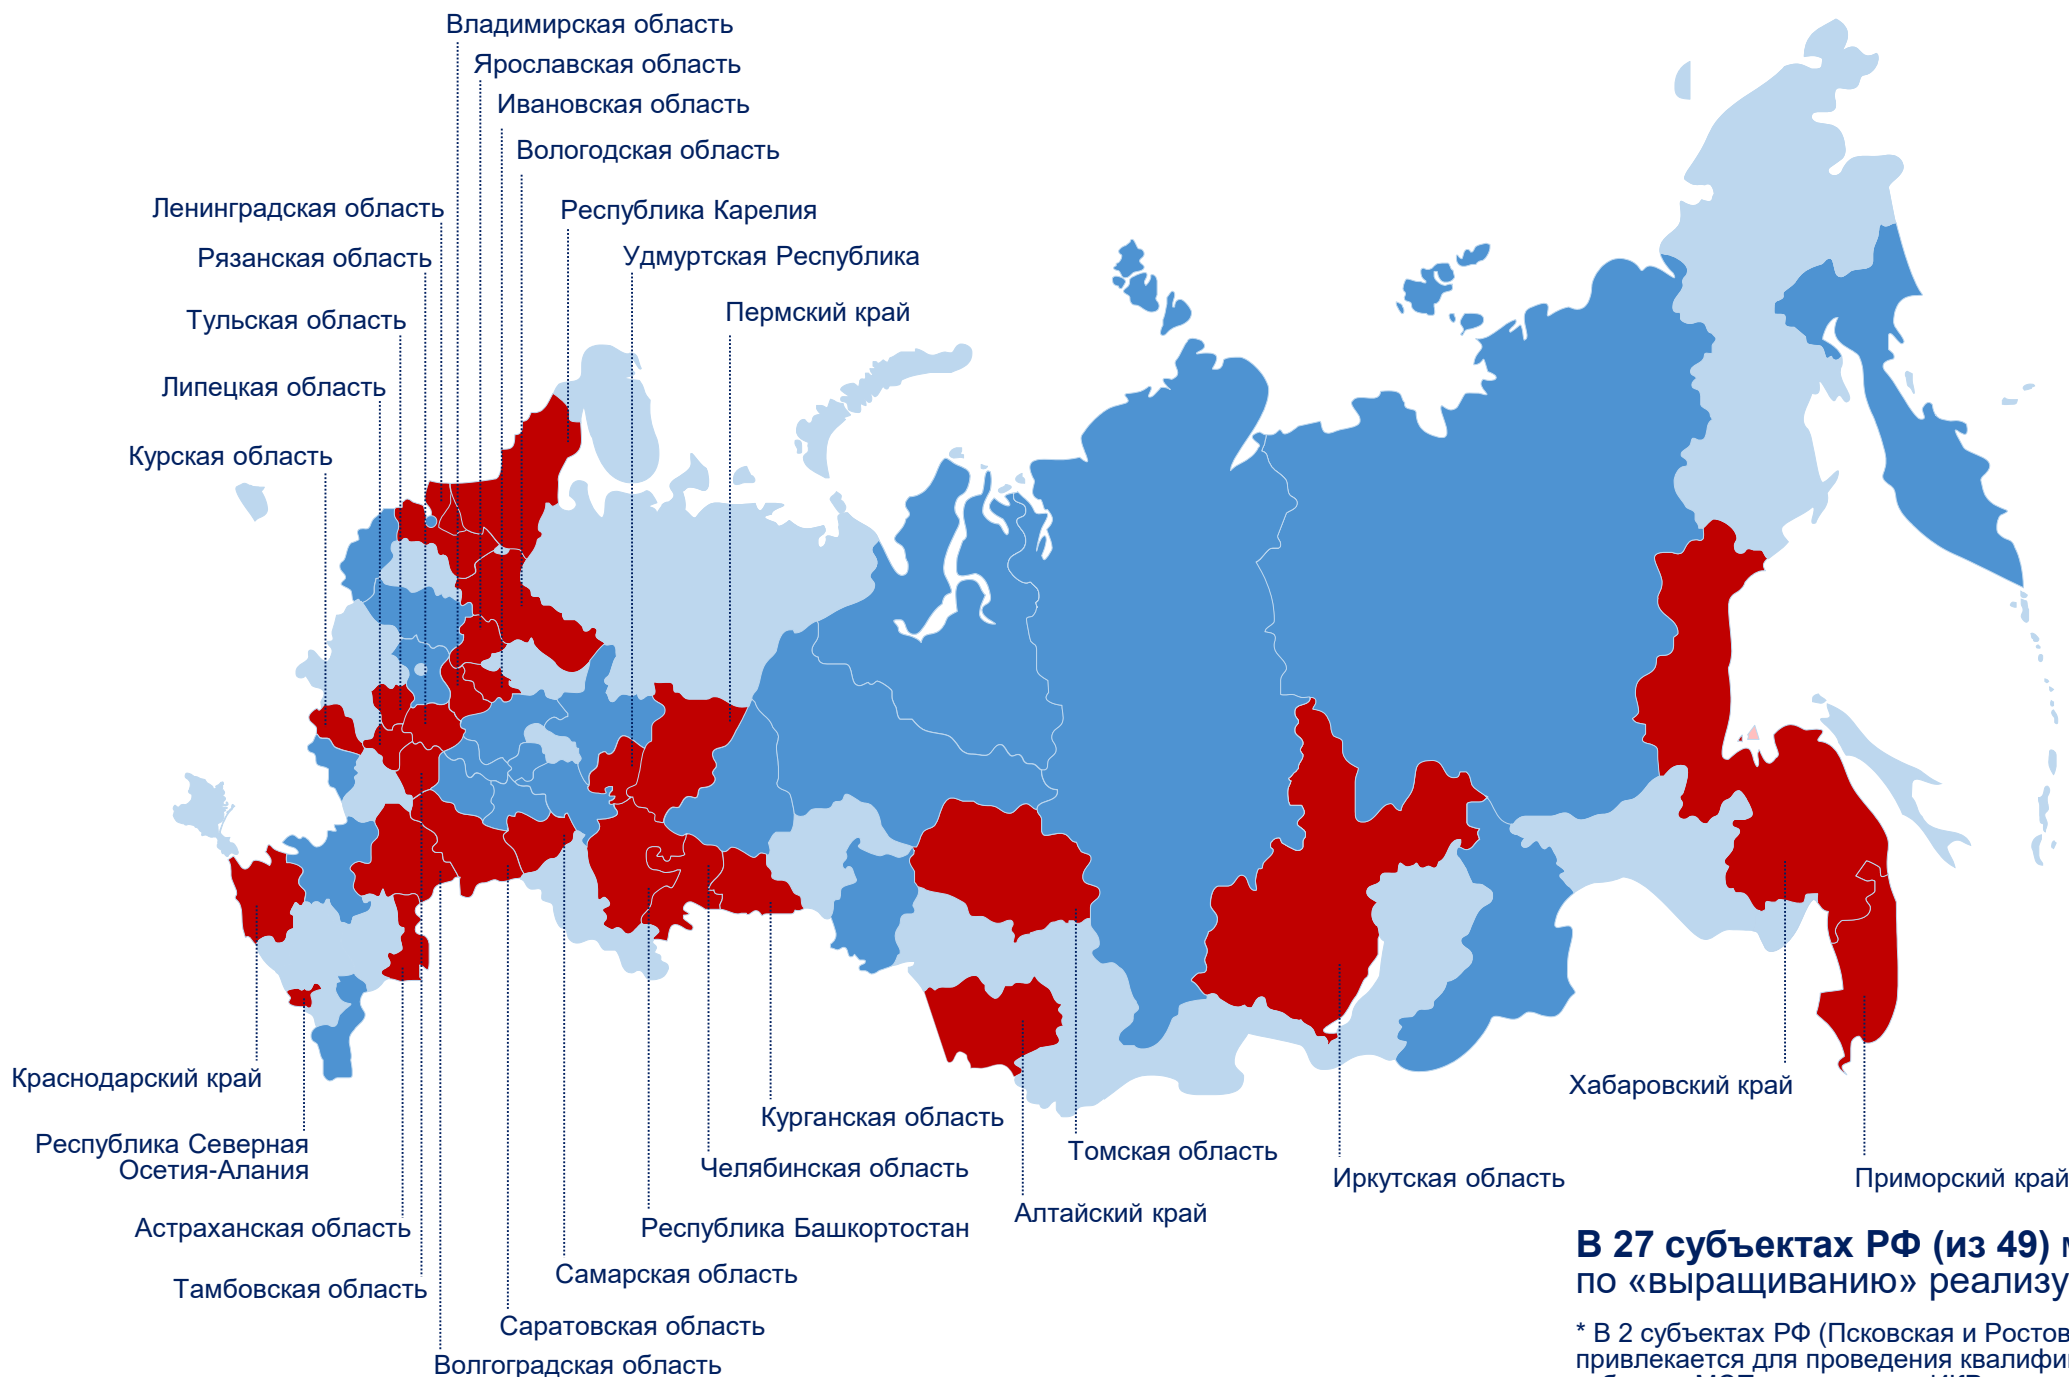 Владимирская область
Ярославская область
Ивановская область
Вологодская область
Ленинградская область
Республика Карелия
Рязанская область
Удмуртская Республика
Тульская область
Пермский край
Липецкая область
Курская область
Краснодарский край
Республика Северная
Осетия-Алания
Астраханская область
Тамбовская область
Волгоградская область
Саратовская область
Самарская область
Республика Башкортостан
Челябинская область
Курганская область
Алтайский край
Томская область
Иркутская область
Хабаровский край
Приморский край
В 27 субъектах РФ (из 49)
по «выращиванию»
* В 2 субъектах РФ (Псковская и
привлекается для проведения